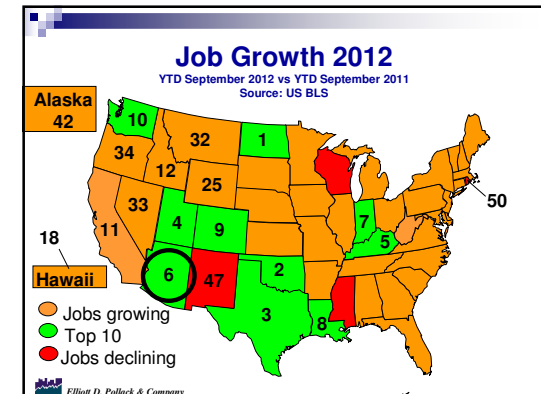 Job Growth 2012
YTD September 2012 vs YTD September 2011
Source: US BLS
Alaska
42
10
32
1
34
12
25
33
4
9
7
50
11
5
18
Hawaii
6
47
2
3
8
Jobs growing
Top 10
Jobs declining
Elliott D. Pollack & Company